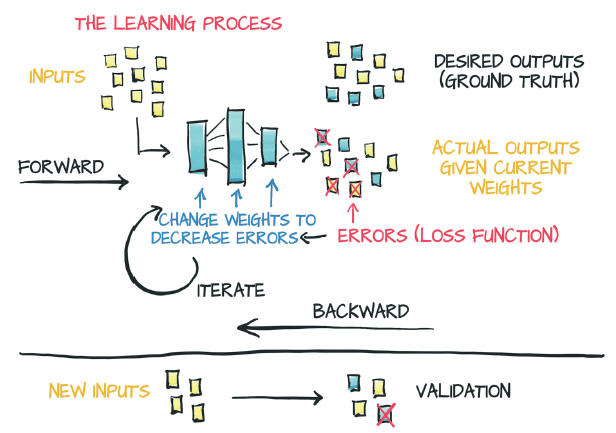 THE LEARNING PROCESS
INPUTS
DESIRED OUTPUTS
(GROUND TRUTH)
ACTUAL OUTPUTS
GIVEN CURRENT
WEIGHTS
FORWARD
CHANGE WEIGHTS TO
DECREASE ERRORS
ERRORS (LOSS FUNCTION)
ITERATE
BACKWARD
NEW INPUTS
VALIDATION